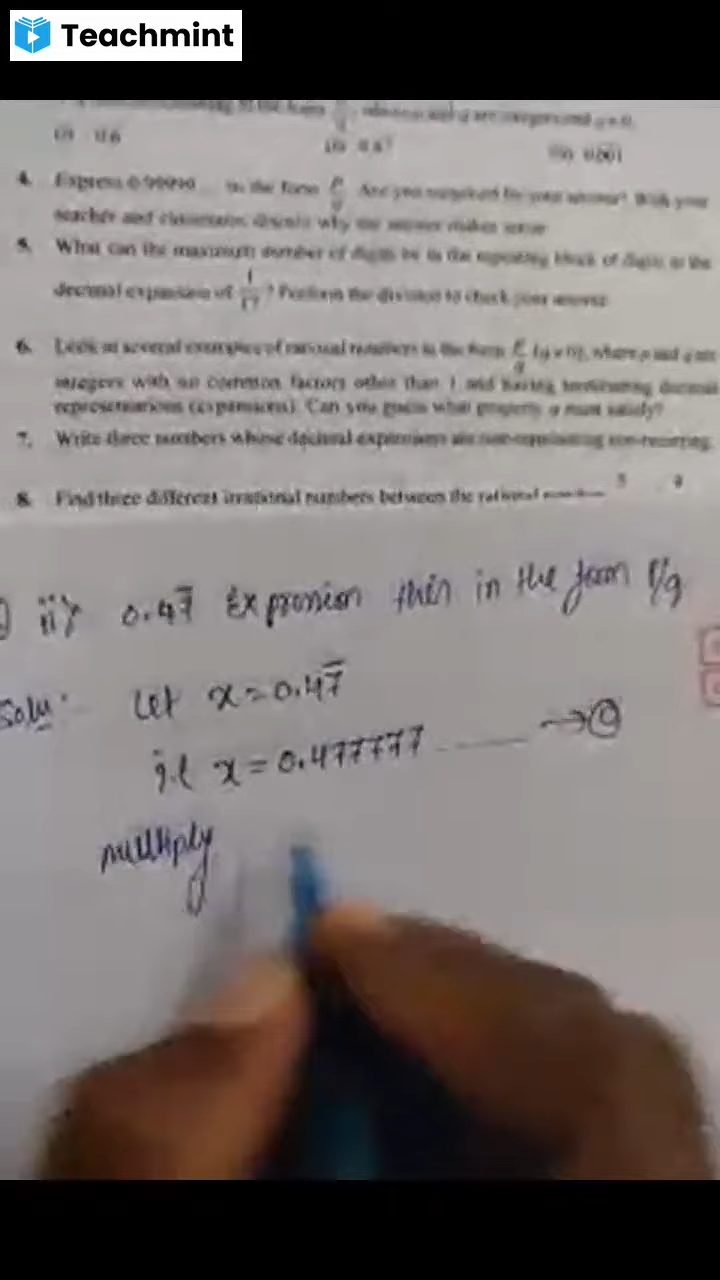 Teachmint
4. Express 0.99999 ... in the form p/q. Are you surprised by your answer? With your
teacher and classmates discuss why the answer makes sense
5. What can the maximum number of digits be in the repeating block of digits in the
decimal expansion of 1/17? Perform the division to check your answer
6. Look at several examples of rational numbers in the form p/q (q ≠ 0), where p and q are
integers with no common factors other than 1 and having terminating decimal
representations (expansions). Can you guess what property q must satisfy?
7. Write three numbers whose decimal expansions are non-terminating non-recurring.
8. Find three different irrational numbers between the rational
ii) 0.47̅ in the form P/q
Solu:- Let x = 0.47̅
i.e x = 0.477777 ........ →①
multiply